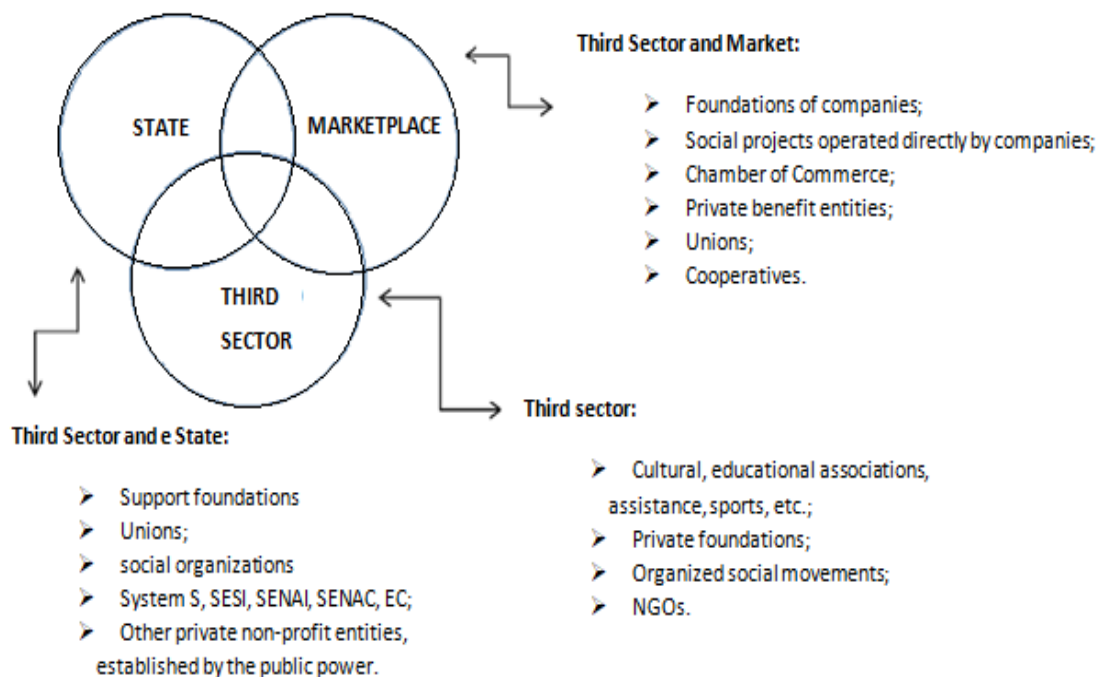 STATE
MARKETPLACE
THIRD
SECTOR
Third Sector and Market:
➤ Foundations of companies;
➤ Social projects operated directly by companies;
➤ Chamber of Commerce;
➤ Private benefit entities;
➤ Unions;
➤ Cooperatives.
Third Sector and e State:
➤ Support foundations
➤ Unions;
➤ social organizations
➤ System S, SESI, SENAI, SENAC, EC;
➤ Other private non-profit entities,
established by the public power.
Third sector:
➤ Cultural, educational associations,
assistance, sports, etc.;
➤ Private foundations;
➤ Organized social movements;
➤ NGOs.